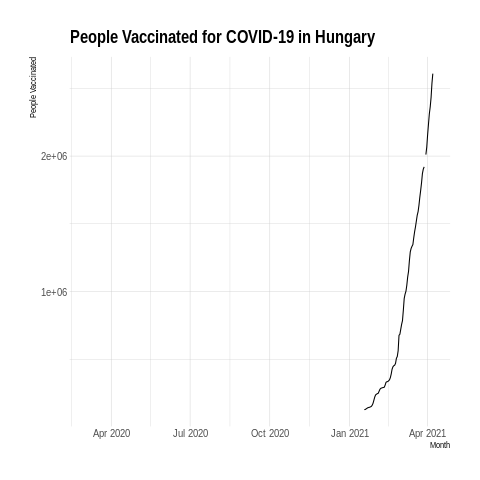 People Vaccinated for COVID-19 in Hungary
People Vaccinated
2e+06
1e+06
Apr 2020 Jul 2020 Oct 2020 Jan 2021 Apr 2021
Month